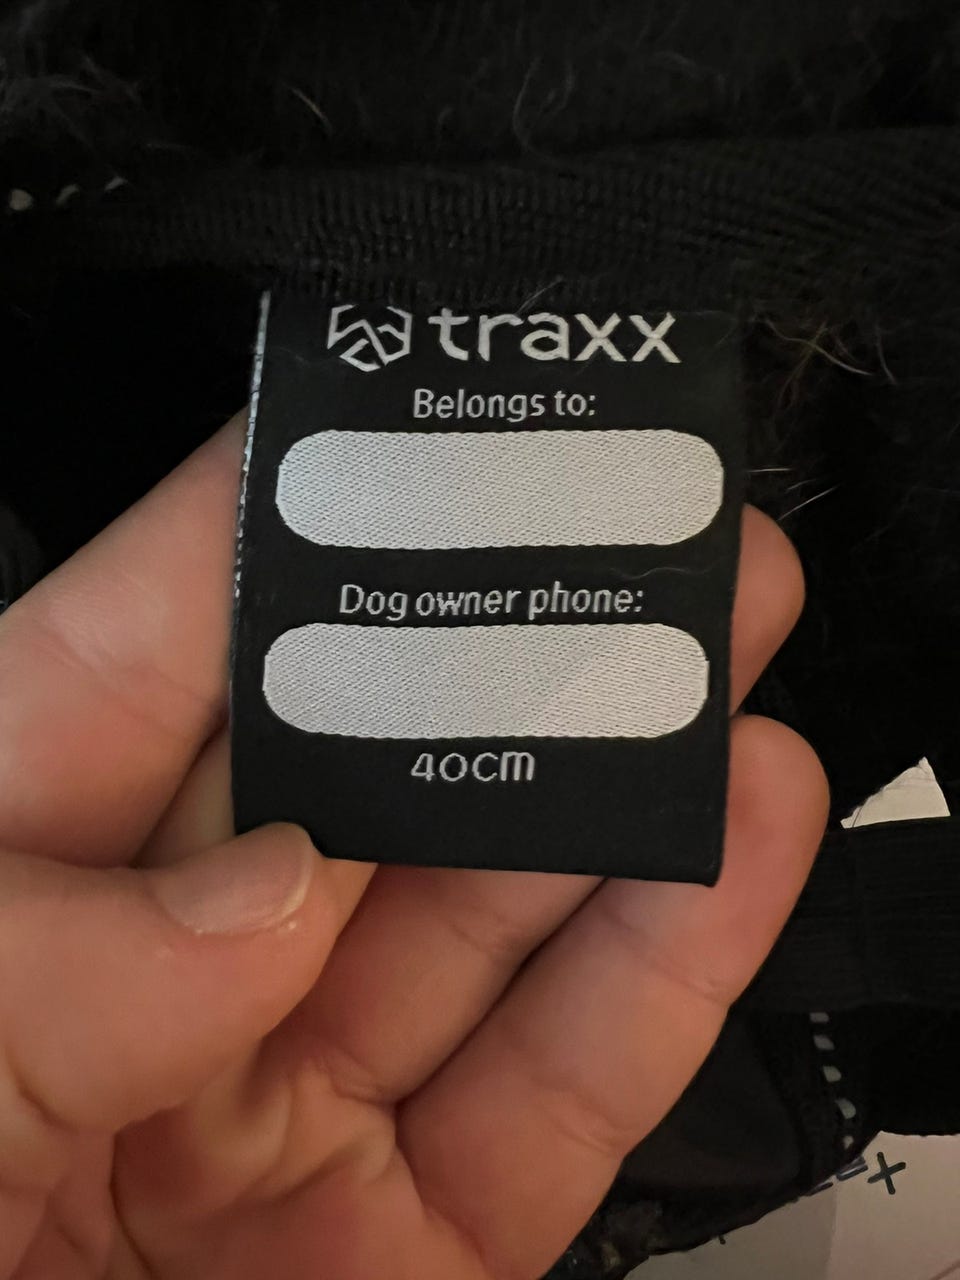 traxx
Belongs to:
Dog owner phone:
40cm